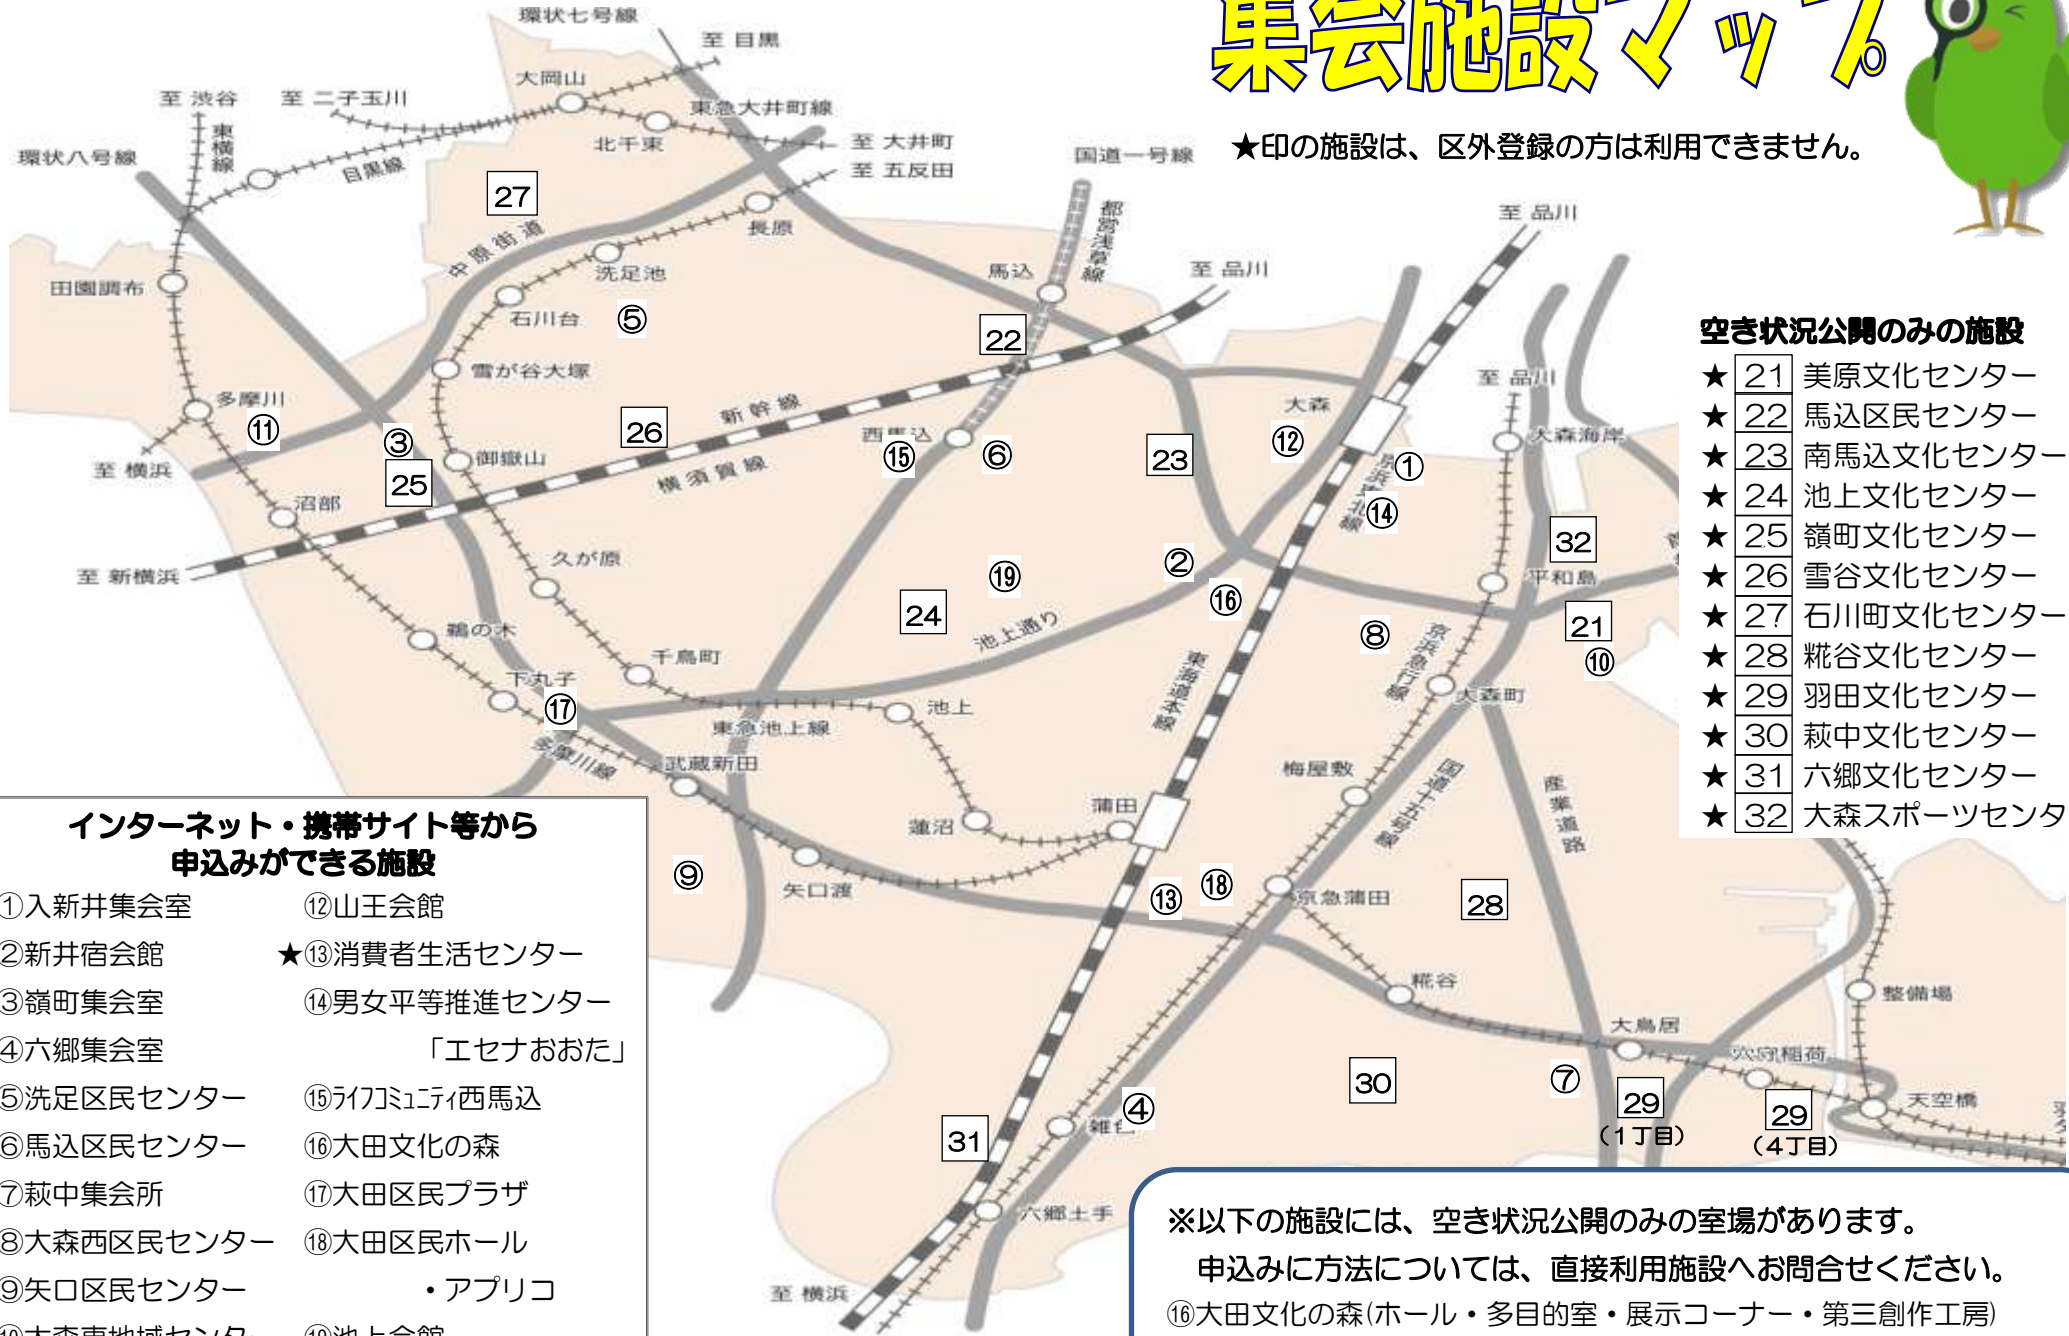 集会施設マップ
★印の施設は、区外登録の方は利用できません。
環状七号線
至 目黒
大岡山
至 渋谷
至 二子玉川
東急大井町線
東横線
北千束
至 大井町
環状八号線
目黒線
至 五反田
国道一号線
27
都営浅草線
至 品川
長原
中原街道
洗足池
馬込
至 品川
田園調布
石川台
⑤
22
雪が谷大塚
至 品川
多摩川
新幹線
大森
⑪
26
③
西馬込
⑮
⑥
⑫
大森海岸
23
至 横浜
御嶽山
横須賀線
①
25
沼部
京浜東北線
⑭
32
久が原
②
至 新横浜
⑲
平和島
⑯
24
21
鵜の木
池上通り
⑧
京浜急行線
⑩
千鳥町
下丸子
東海道本線
⑰
池上
大森町
東急池上線
多摩川線
武蔵新田
梅屋敷
国道十五号線
産業道路
蒲田
蓮沼
⑨
矢口渡
⑬
⑱
京急蒲田
28
糀谷
整備場
大鳥居
穴守稲荷
30
⑦
29
(1丁目)
29
(4丁目)
天空橋
④
雑色
31
六郷土手
至 横浜
空き状況公開のみの施設
★ 21 美原文化センター
★ 22 馬込区民センター
★ 23 南馬込文化センター
★ 24 池上文化センター
★ 25 嶺町文化センター
★ 26 雪谷文化センター
★ 27 石川町文化センター
★ 28 糀谷文化センター
★ 29 羽田文化センター
★ 30 萩中文化センター
★ 31 六郷文化センター
★ 32 大森スポーツセンタ
インターネット・携帯サイト等から
申込みができる施設
①入新井集会室 ⑫山王会館
②新井宿会館 ★⑬消費者生活センター
③嶺町集会室 ⑭男女平等推進センター
④六郷集会室 「エセナおおた」
⑤洗足区民センター ⑮ﾗｲﾌｺﾐｭﾆﾃｨ西馬込
⑥馬込区民センター ⑯大田文化の森
⑦萩中集会所 ⑰大田区民プラザ
⑧大森西区民センター ⑱大田区民ホール
⑨矢口区民センター ・アプリコ
⑩大森東地域センター ⑲池上会館
※以下の施設には、空き状況公開のみの室場があります。
申込みに方法については、直接利用施設へお問合せください。
⑯大田文化の森(ホール・多目的室・展示コーナー・第三創作工房)